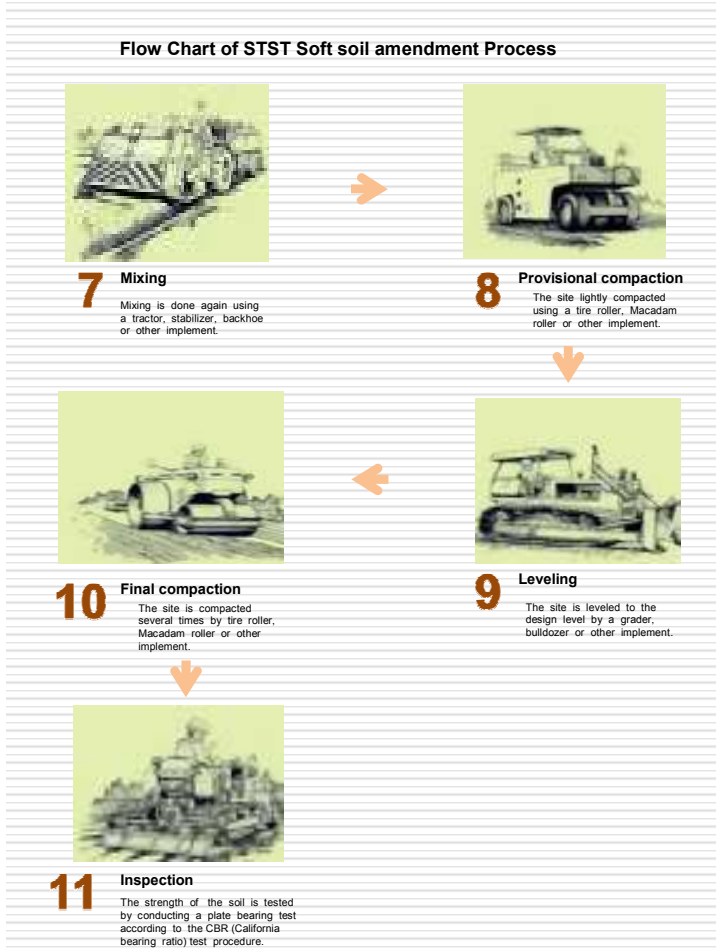 Flow Chart of STST Soft soil amendment Process
7
Mixing
Mixing is done again using
a tractor, stabilizer, backhoe
or other implement.
8
Provisional compaction
The site lightly compacted
using a tire roller, Macadam
roller or other implement.
9
Leveling
The site is leveled to the
design level by a grader,
bulldozer or other implement.
10
Final compaction
The site is compacted
several times by tire roller,
Macadam roller or other
implement.
11
Inspection
The strength of the soil is tested
by conducting a plate bearing test
according to the CBR (California
bearing ratio) test procedure.